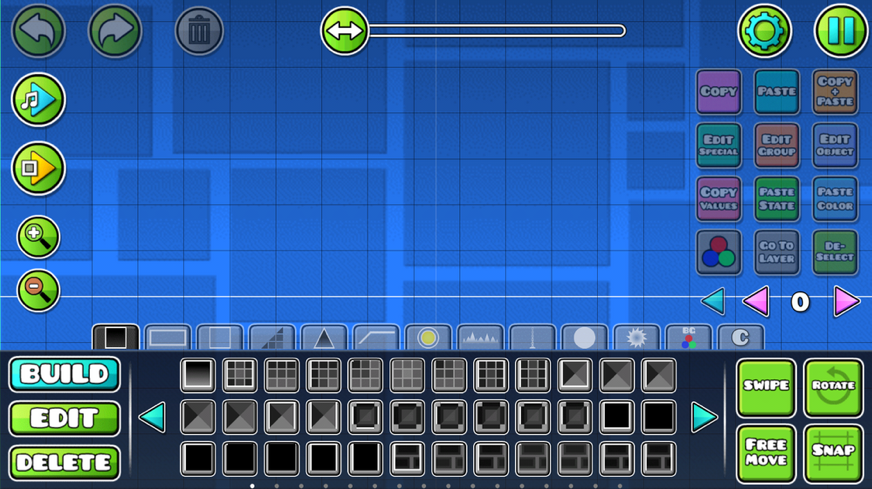 COPY
PASTE
COPY
+
PASTE
EDIT
SPECIAL
EDIT
GROUP
EDIT
OBJECT
COPY
VALUES
PASTE
STATE
PASTE
COLOR
GO TO
LAYER
DE-
SELECT
0
BG
C
BUILD
EDIT
DELETE
SWIPE
ROTATE
FREE
MOVE
SNAP